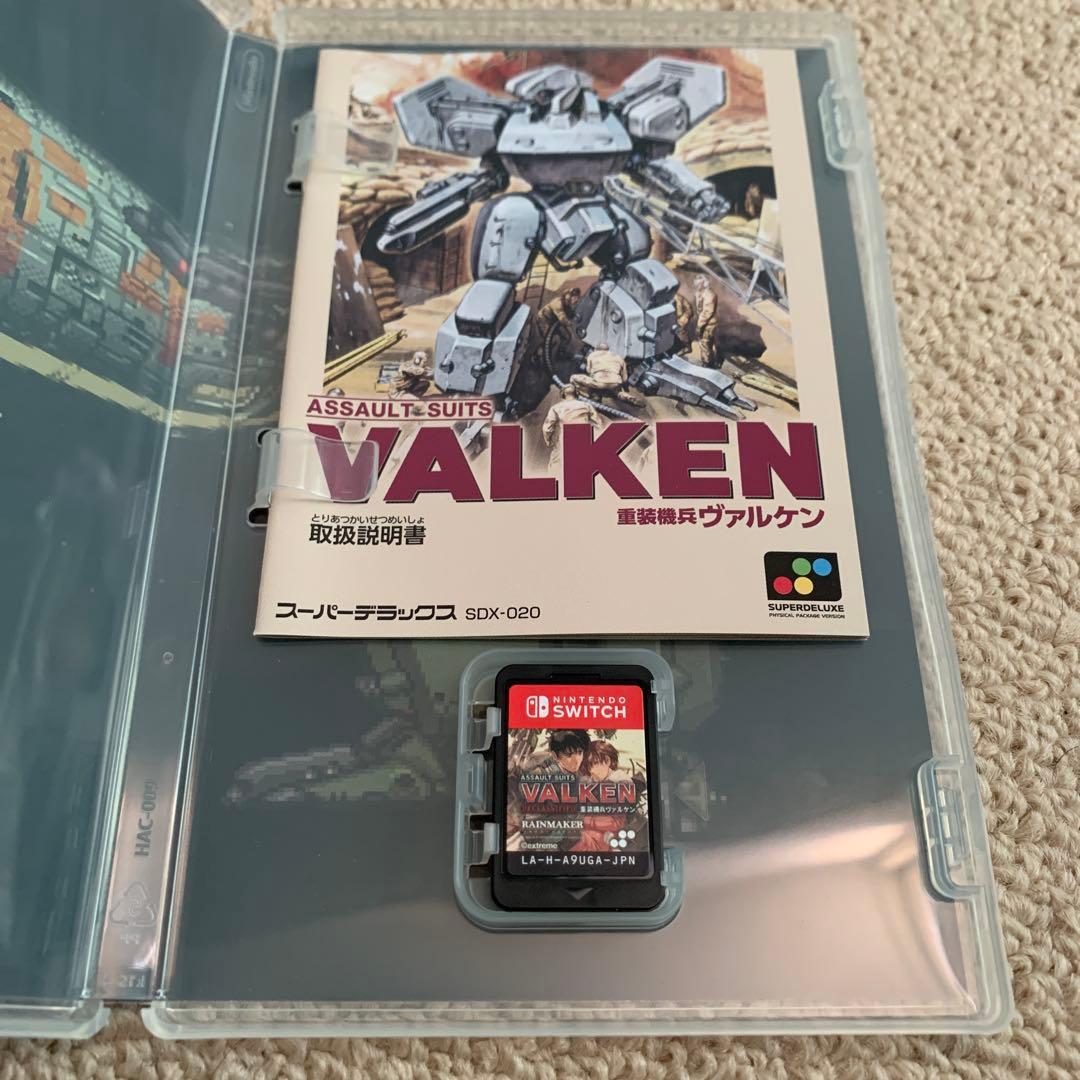 Nintendo
ASSAULT SUITS
VALKEN
重装機兵ヴァルケン
とりあつかいせつめいしょ
取扱説明書
スーパーデラックス SDX-020
SUPERDELUXE
PHYSICAL PACKAGE VERSION
NINTENDO
SWITCH
ASSAULT SUITS
VALKEN
DECLASSIFIED 重装機兵ヴァルケン
RAINMAKER
©extreme
LA-H-A9UGA-JPN
HAC-009